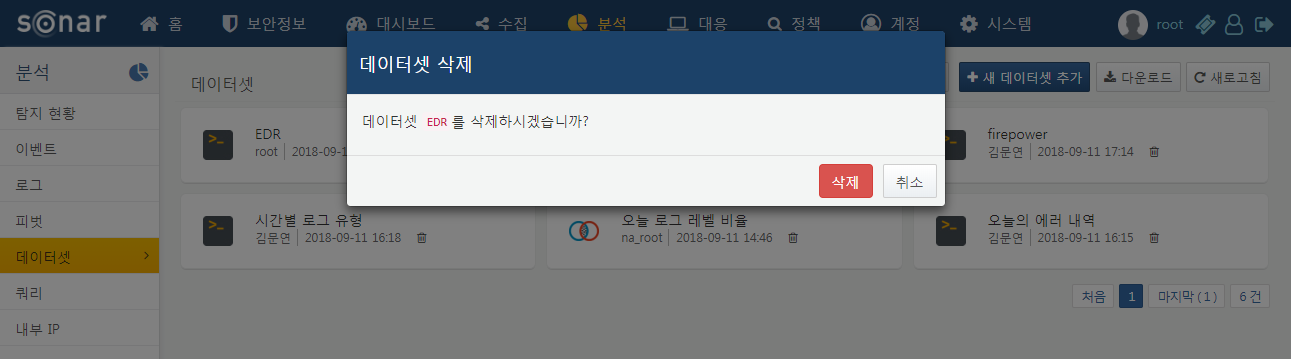 sonar 홈 보안정보 대시보드 수집 분석 대응 정책 계정 시스템 root
분석
탐지 현황
이벤트
로그
피벗
데이터셋
쿼리
내부 IP
데이터셋
새 데이터셋 추가 다운로드 새로고침
데이터셋 삭제
데이터셋 EDR 를 삭제하시겠습니까?
삭제 취소
EDR
root
firepower
김문연 2018-09-11 17:14
시간별 로그 유형
김문연 2018-09-11 16:18
오늘 로그 레벨 비율
na_root 2018-09-11 14:46
오늘의 에러 내역
김문연 2018-09-11 16:15
처음 1 마지막 ( 1 ) 6 건